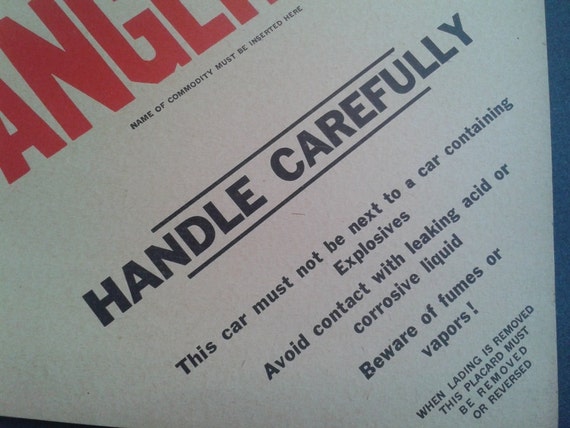 ANGER
NAME OF COMMODITY MUST BE INSERTED HERE
HANDLE CAREFULLY
This car must not be next to a car containing
Explosives
Avoid contact with leaking acid or
corrosive liquid
Beware of fumes or
vapors!
WHEN LADING IS REMOVED
THIS PLACARD MUST
BE REMOVED
OR REVERSED